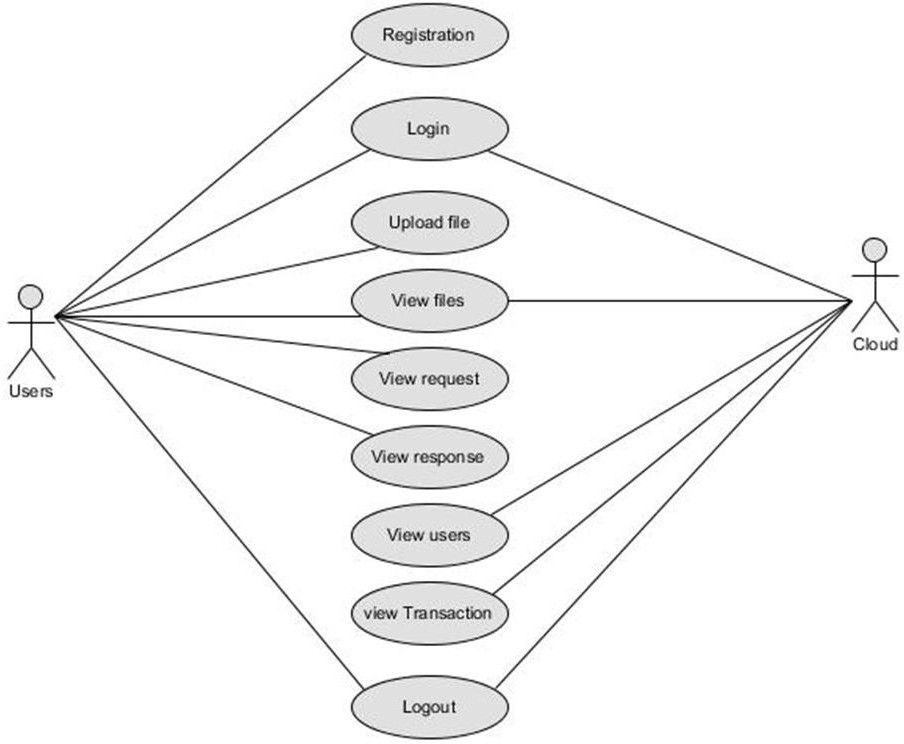 Registration
Login
Upload file
View files
View request
View response
View users
view Transaction
Logout
Users
Cloud